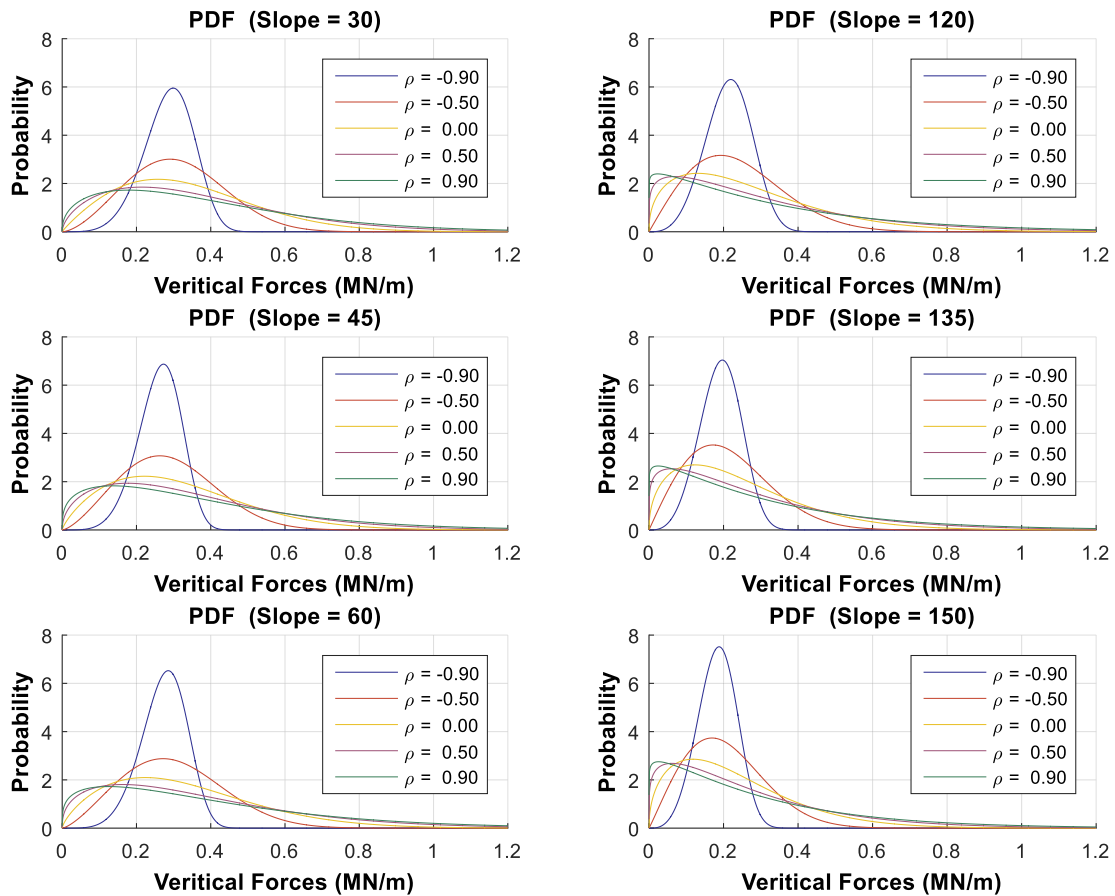 PDF (Slope = 30)
Probability
8
6
4
2
0
0 0.2 0.4 0.6 0.8 1 1.2
Veritical Forces (MN/m)
ρ = -0.90
ρ = -0.50
ρ = 0.00
ρ = 0.50
ρ = 0.90
PDF (Slope = 120)
Probability
8
6
4
2
0
0 0.2 0.4 0.6 0.8 1 1.2
Veritical Forces (MN/m)
ρ = -0.90
ρ = -0.50
ρ = 0.00
ρ = 0.50
ρ = 0.90
PDF (Slope = 45)
Probability
8
6
4
2
0
0 0.2 0.4 0.6 0.8 1 1.2
Veritical Forces (MN/m)
ρ = -0.90
ρ = -0.50
ρ = 0.00
ρ = 0.50
ρ = 0.90
PDF (Slope = 135)
Probability
8
6
4
2
0
0 0.2 0.4 0.6 0.8 1 1.2
Veritical Forces (MN/m)
ρ = -0.90
ρ = -0.50
ρ = 0.00
ρ = 0.50
ρ = 0.90
PDF (Slope = 60)
Probability
8
6
4
2
0
0 0.2 0.4 0.6 0.8 1 1.2
Veritical Forces (MN/m)
ρ = -0.90
ρ = -0.50
ρ = 0.00
ρ = 0.50
ρ = 0.90
PDF (Slope = 150)
Probability
8
6
4
2
0
0 0.2 0.4 0.6 0.8 1 1.2
Veritical Forces (MN/m)
ρ = -0.90
ρ = -0.50
ρ = 0.00
ρ = 0.50
ρ = 0.90